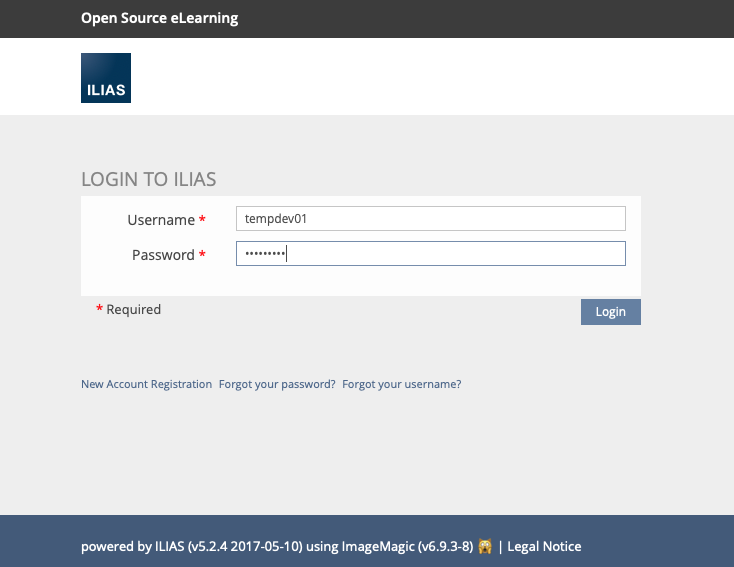 Open Source eLearning
ILIAS
LOGIN TO ILIAS
Username *
tempdev01
Password *
•••••••••
* Required
Login
New Account Registration Forgot your password? Forgot your username?
powered by ILIAS (v5.2.4 2017-05-10) using ImageMagic (v6.9.3-8) 🙀 | Legal Notice